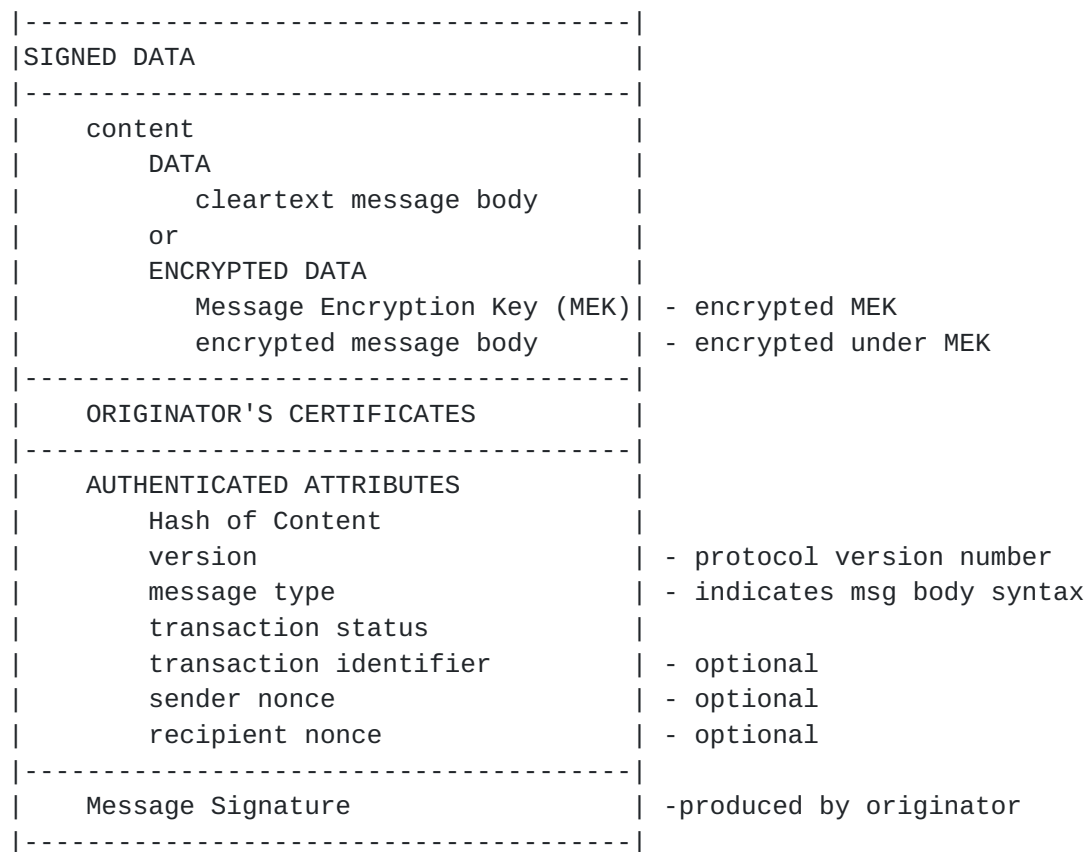 |---------------------------------------|
|SIGNED DATA                            |
|---------------------------------------|
|    content                            |
|        DATA                           |
|           cleartext message body      |
|        or                             |
|        ENCRYPTED DATA                 |
|           Message Encryption Key (MEK)| - encrypted MEK
|           encrypted message body      | - encrypted under MEK
|---------------------------------------|
|    ORIGINATOR'S CERTIFICATES          |
|---------------------------------------|
|    AUTHENTICATED ATTRIBUTES           |
|        Hash of Content                |
|        version                        | - protocol version number
|        message type                   | - indicates msg body syntax
|        transaction status             |
|        transaction identifier         | - optional
|        sender nonce                   | - optional
|        recipient nonce                | - optional
|---------------------------------------|
|    Message Signature                  | -produced by originator
|---------------------------------------|